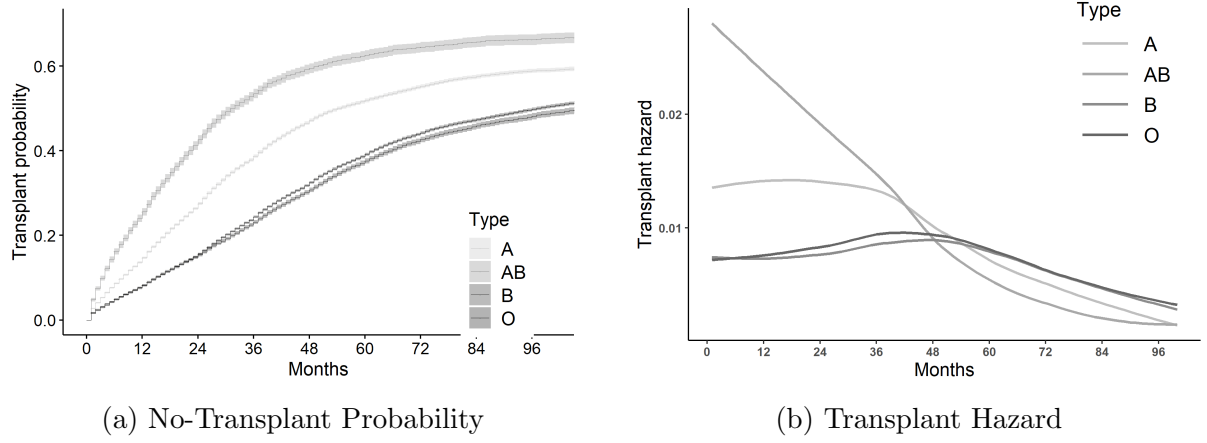 Transplant probability
0.6
0.4
0.2
0.0
Type
A
AB
B
O
0 12 24 36 48 60 72 84 96
Months
(a) No-Transplant Probability
Transplant hazard
0.02
0.01
Type
A
AB
B
O
0 12 24 36 48 60 72 84 96
Months
(b) Transplant Hazard